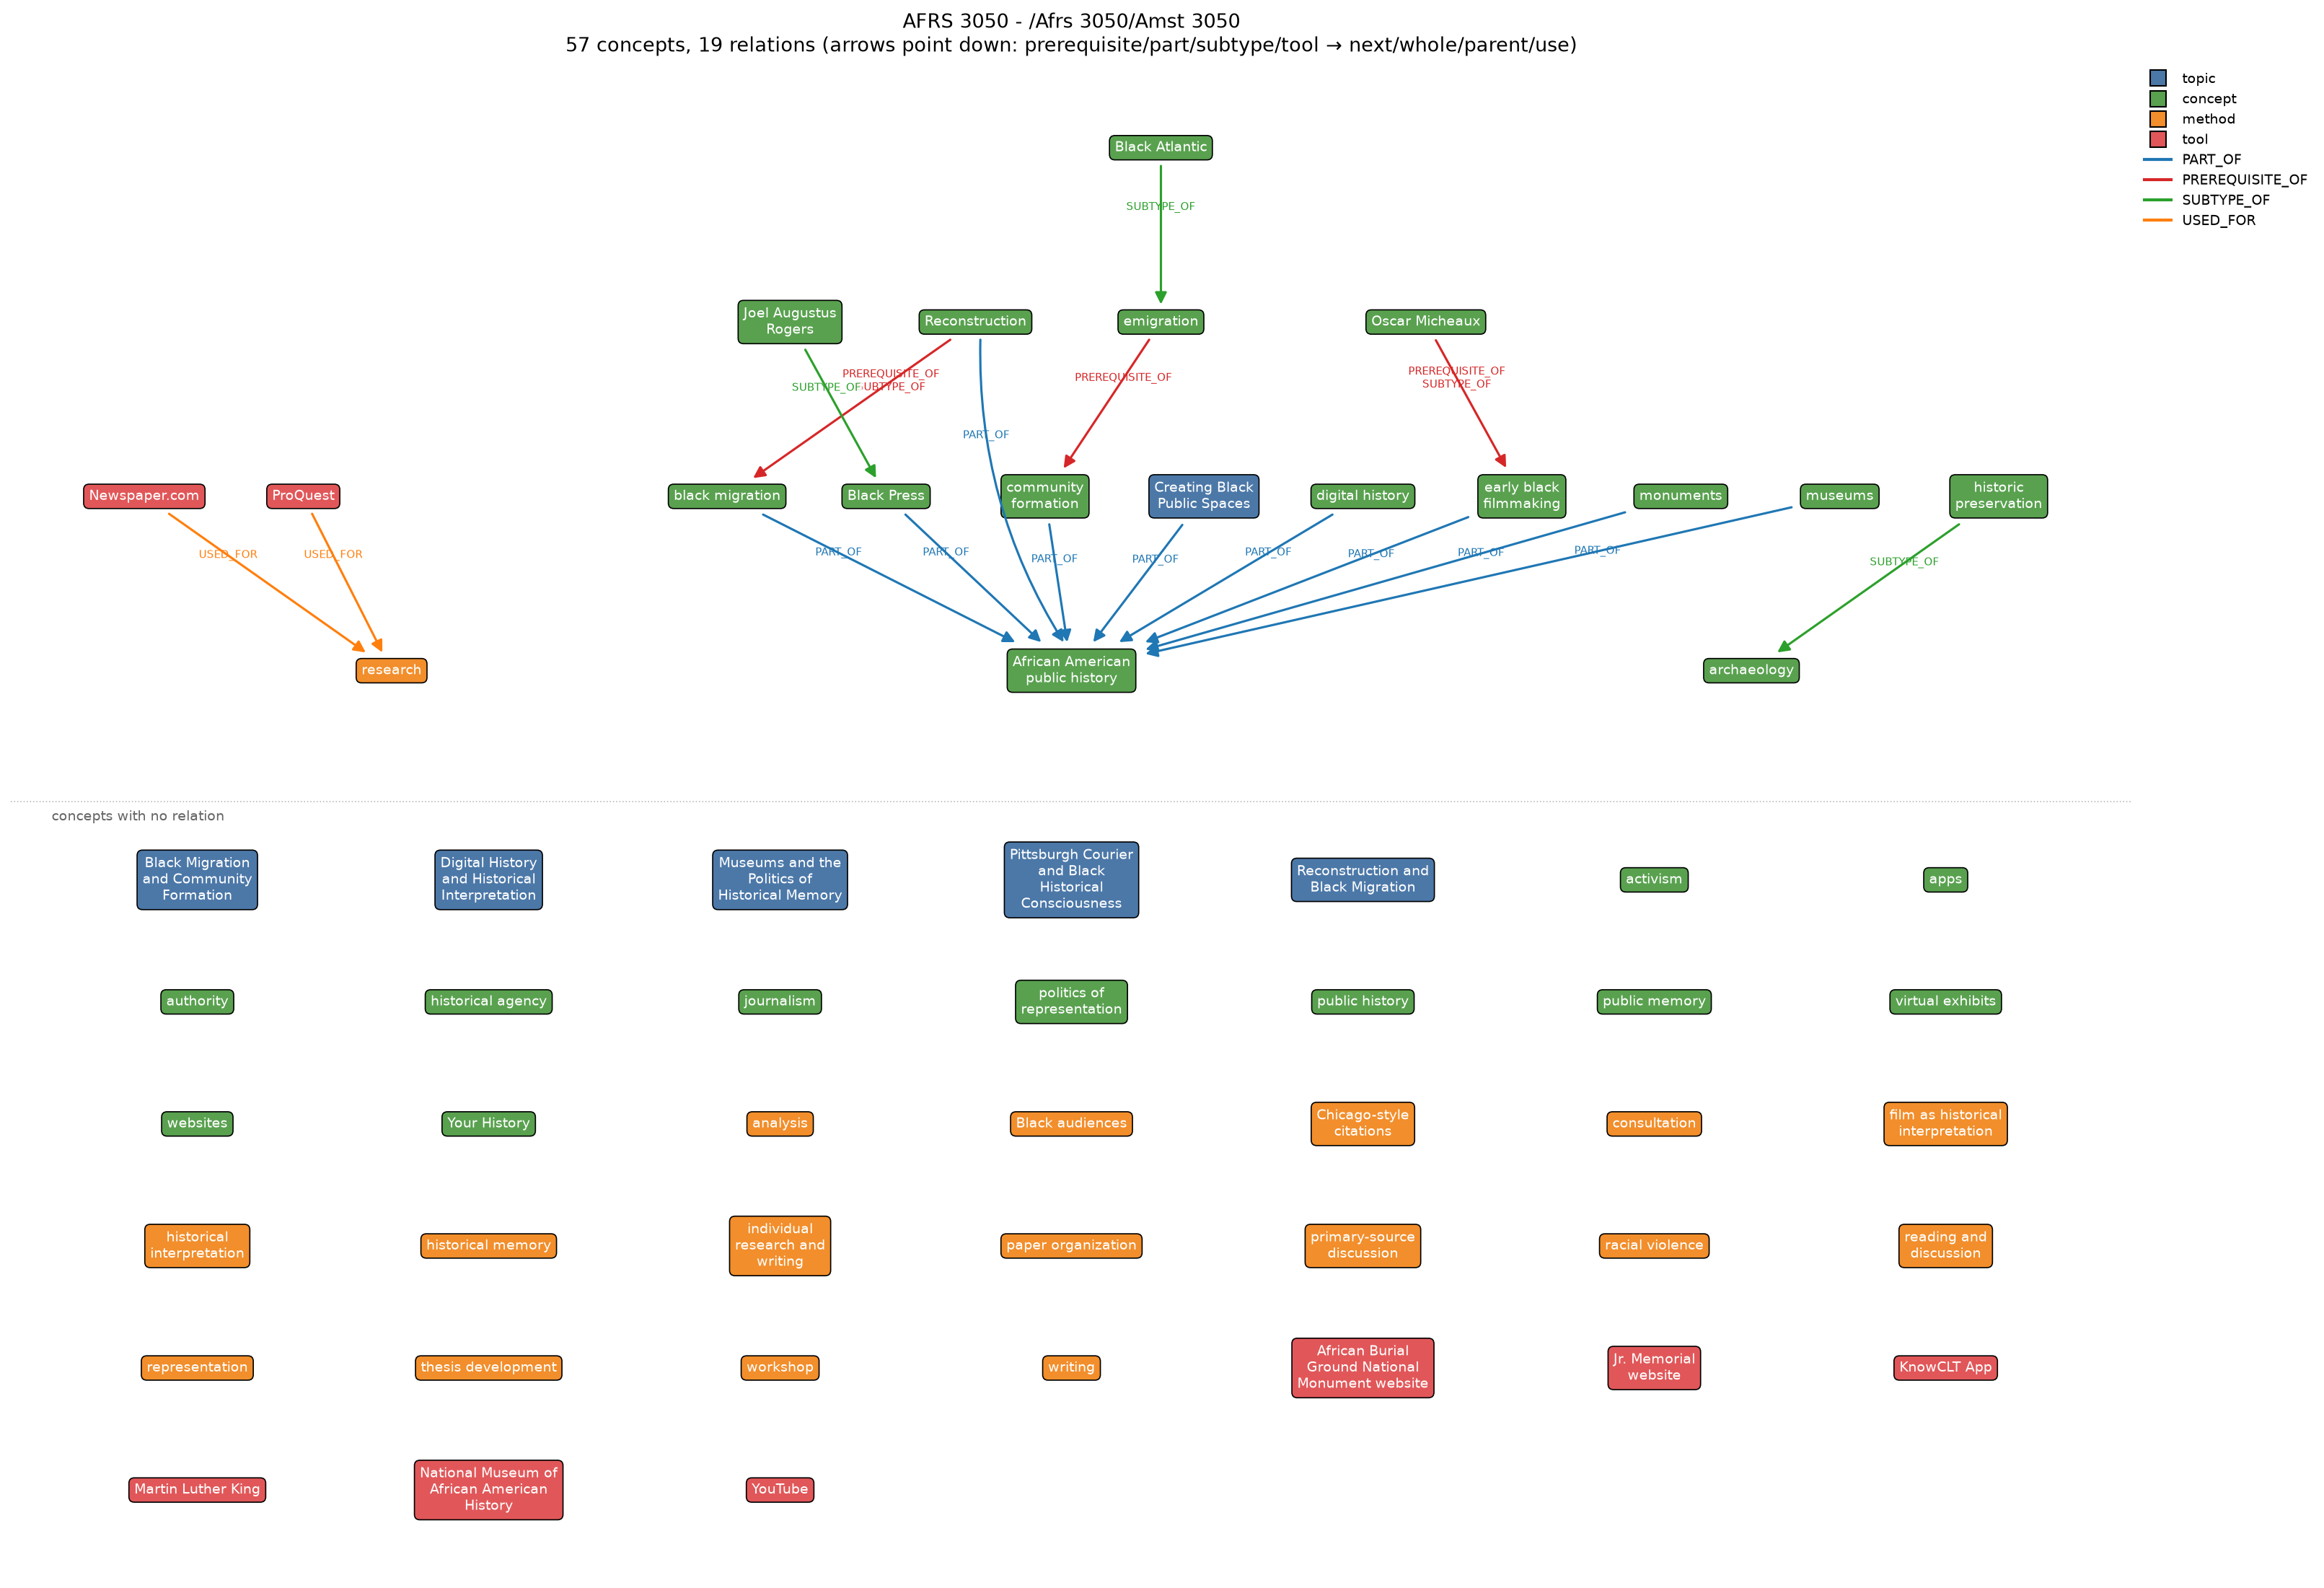 AFRS 3050 - /Afrs 3050/Amst 3050
57 concepts, 19 relations (arrows point down: prerequisite/part/subtype/tool → next/whole/parent/use)
topic
concept
method
tool
PART_OF
PREREQUISITE_OF
SUBTYPE_OF
USED_FOR
Black Atlantic
SUBTYPE_OF
Joel Augustus
Rogers
Reconstruction
emigration
Oscar Micheaux
PREREQUISITE_OF
SUBTYPE_OF
SUBTYPE_OF
PREREQUISITE_OF
PREREQUISITE_OF
SUBTYPE_OF
PART_OF
Newspaper.com
ProQuest
black migration
Black Press
community
formation
Creating Black
Public Spaces
digital history
early black
filmmaking
monuments
museums
historic
preservation
USED_FOR
USED_FOR
PART_OF
PART_OF
PART_OF
PART_OF
PART_OF
PART_OF
PART_OF
PART_OF
SUBTYPE_OF
research
African American
public history
archaeology
concepts with no relation
Black Migration
and Community
Formation
Digital History
and Historical
Interpretation
Museums and the
Politics of
Historical Memory
Pittsburgh Courier
and Black
Historical
Consciousness
Reconstruction and
Black Migration
activism
apps
authority
historical agency
journalism
politics of
representation
public history
public memory
virtual exhibits
websites
Your History
analysis
Black audiences
Chicago-style
citations
consultation
film as historical
interpretation
historical
interpretation
historical memory
individual
research and
writing
paper organization
primary-source
discussion
racial violence
reading and
discussion
representation
thesis development
workshop
writing
African Burial
Ground National
Monument website
Jr. Memorial
website
KnowCLT App
Martin Luther King
National Museum of
African American
History
YouTube